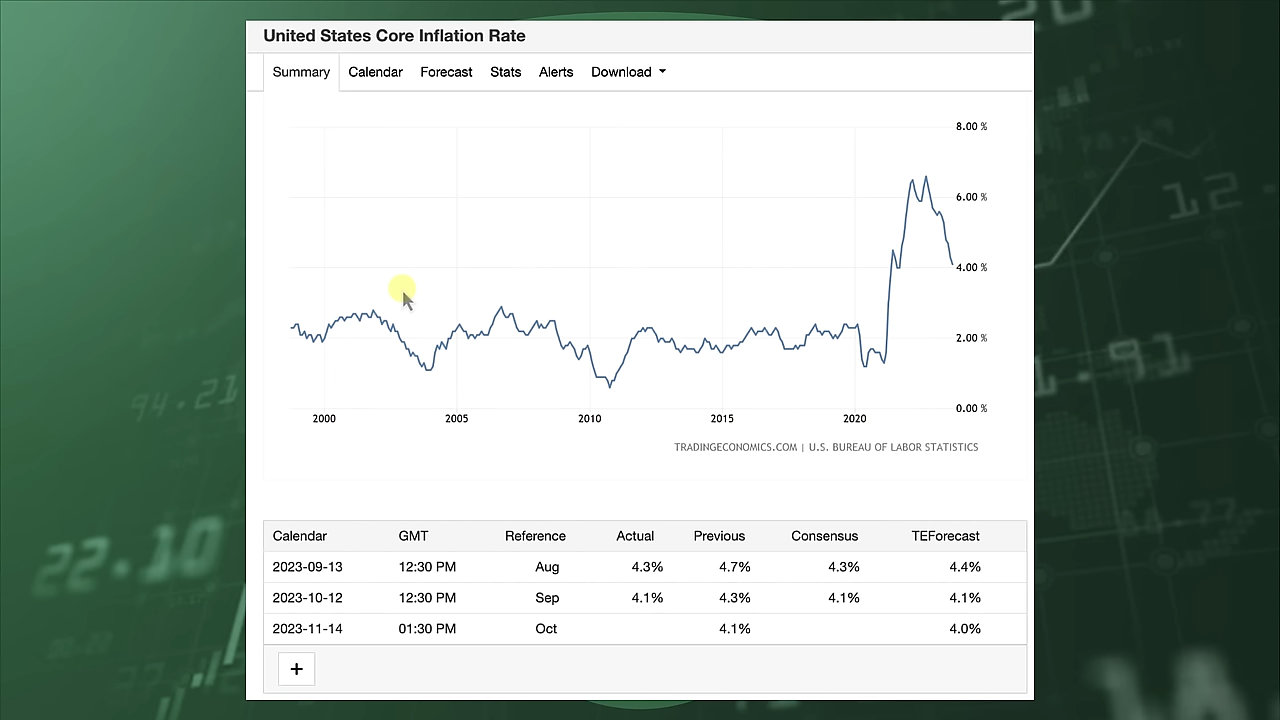 United States Core Inflation Rate
Summary Calendar Forecast Stats Alerts Download
8.00 %
6.00 %
4.00 %
2.00 %
0.00 %
2000 2005 2010 2015 2020
TRADINGECONOMICS.COM | U.S. BUREAU OF LABOR STATISTICS
Calendar GMT Reference Actual Previous Consensus TEForecast
2023-09-13 12:30 PM Aug 4.3% 4.7% 4.3% 4.4%
2023-10-12 12:30 PM Sep 4.1% 4.3% 4.1% 4.1%
2023-11-14 01:30 PM Oct 4.1% 4.0%
+
94.21
22.10